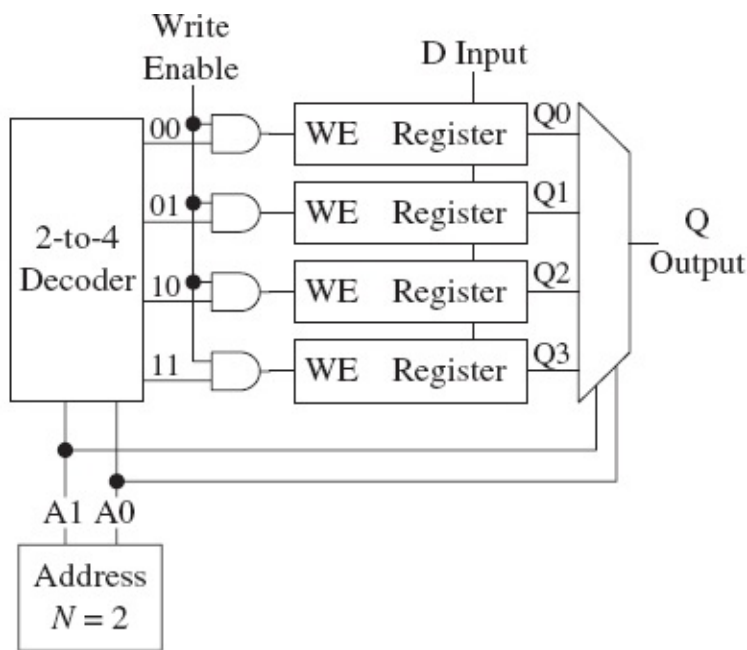 Write
Enable
D Input
00
WE Register
Q0
01
WE Register
Q1
2-to-4
Decoder
Q
Output
10
WE Register
Q2
11
WE Register
Q3
A1 A0
Address
N = 2